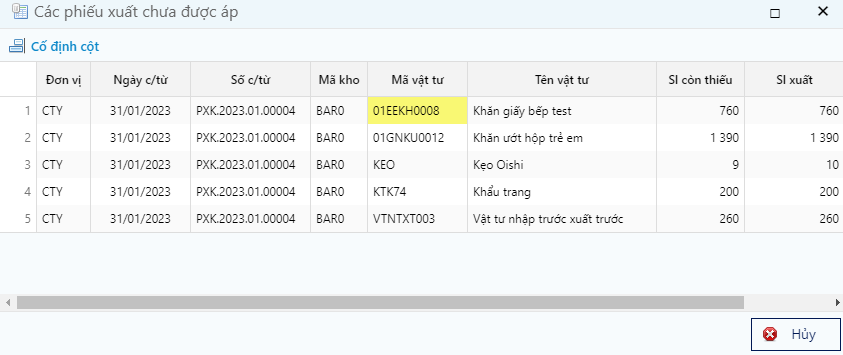 Các phiếu xuất chưa được áp
Cố định cột
Đơn vị Ngày c/từ Số c/từ Mã kho Mã vật tư Tên vật tư Sl còn thiếu Sl xuất
1 CTY 31/01/2023 PXK.2023.01.00004 BAR0 01EEKH0008 Khăn giấy bếp test 760 760
2 CTY 31/01/2023 PXK.2023.01.00004 BAR0 01GNKU0012 Khăn ướt hộp trẻ em 1 390 1 390
3 CTY 31/01/2023 PXK.2023.01.00004 BAR0 KEO Kẹo Oishi 9 10
4 CTY 31/01/2023 PXK.2023.01.00004 BAR0 KTK74 Khẩu trang 200 200
5 CTY 31/01/2023 PXK.2023.01.00004 BAR0 VTNTXT003 Vật tư nhập trước xuất trước 260 260
Hủy